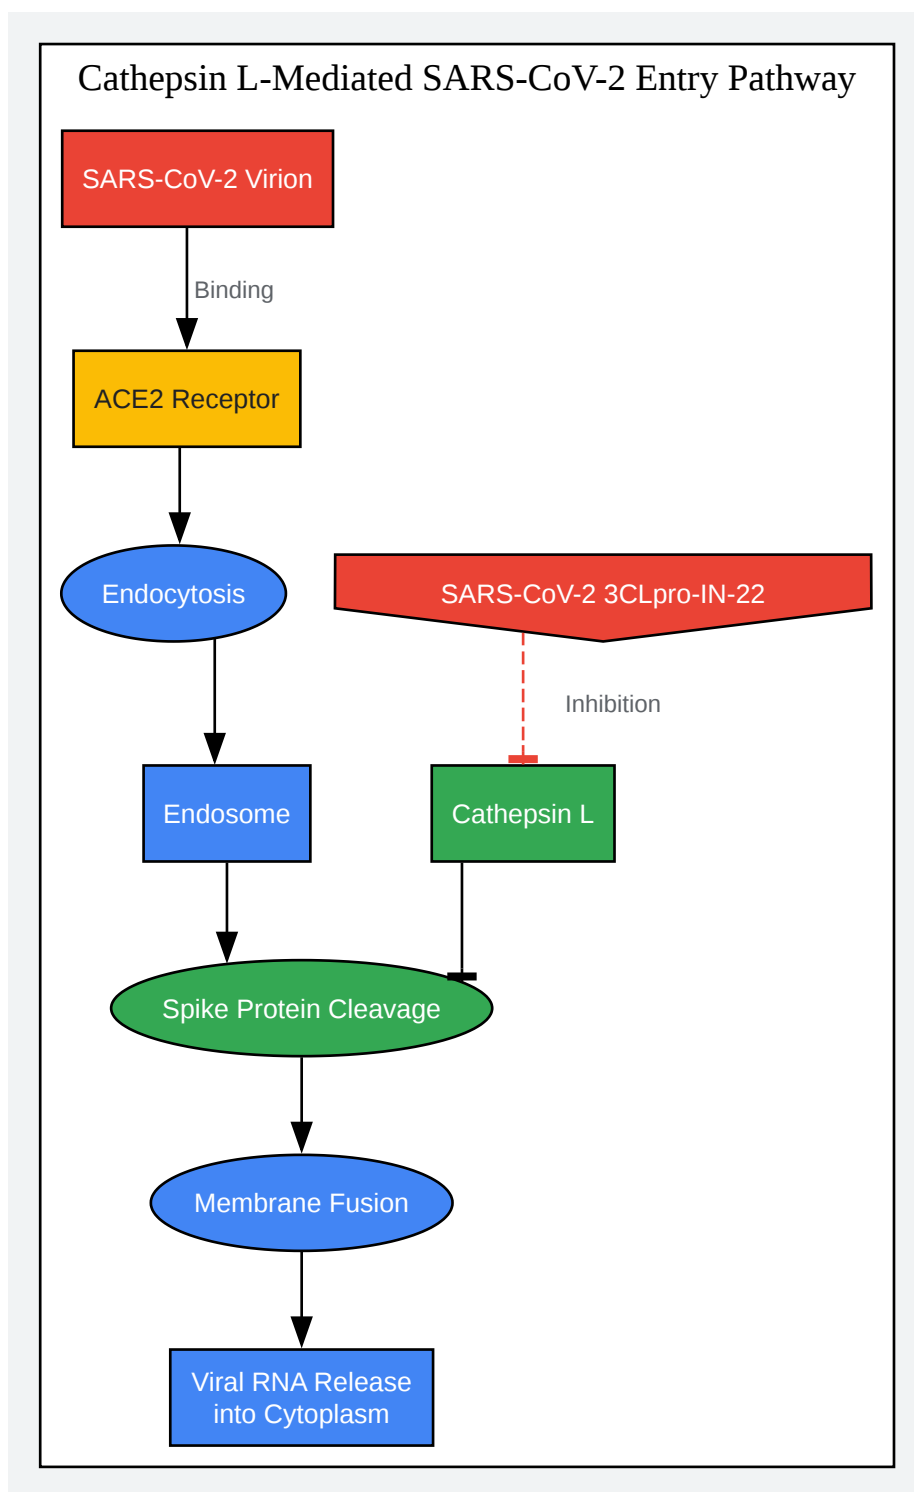 Cathepsin L-Mediated SARS-CoV-2 Entry Pathway
SARS-CoV-2 Virion
Binding
ACE2 Receptor
Endocytosis
SARS-CoV-2 3CLpro-IN-22
Inhibition
Endosome
Cathepsin L
Spike Protein Cleavage
Membrane Fusion
Viral RNA Release
into Cytoplasm